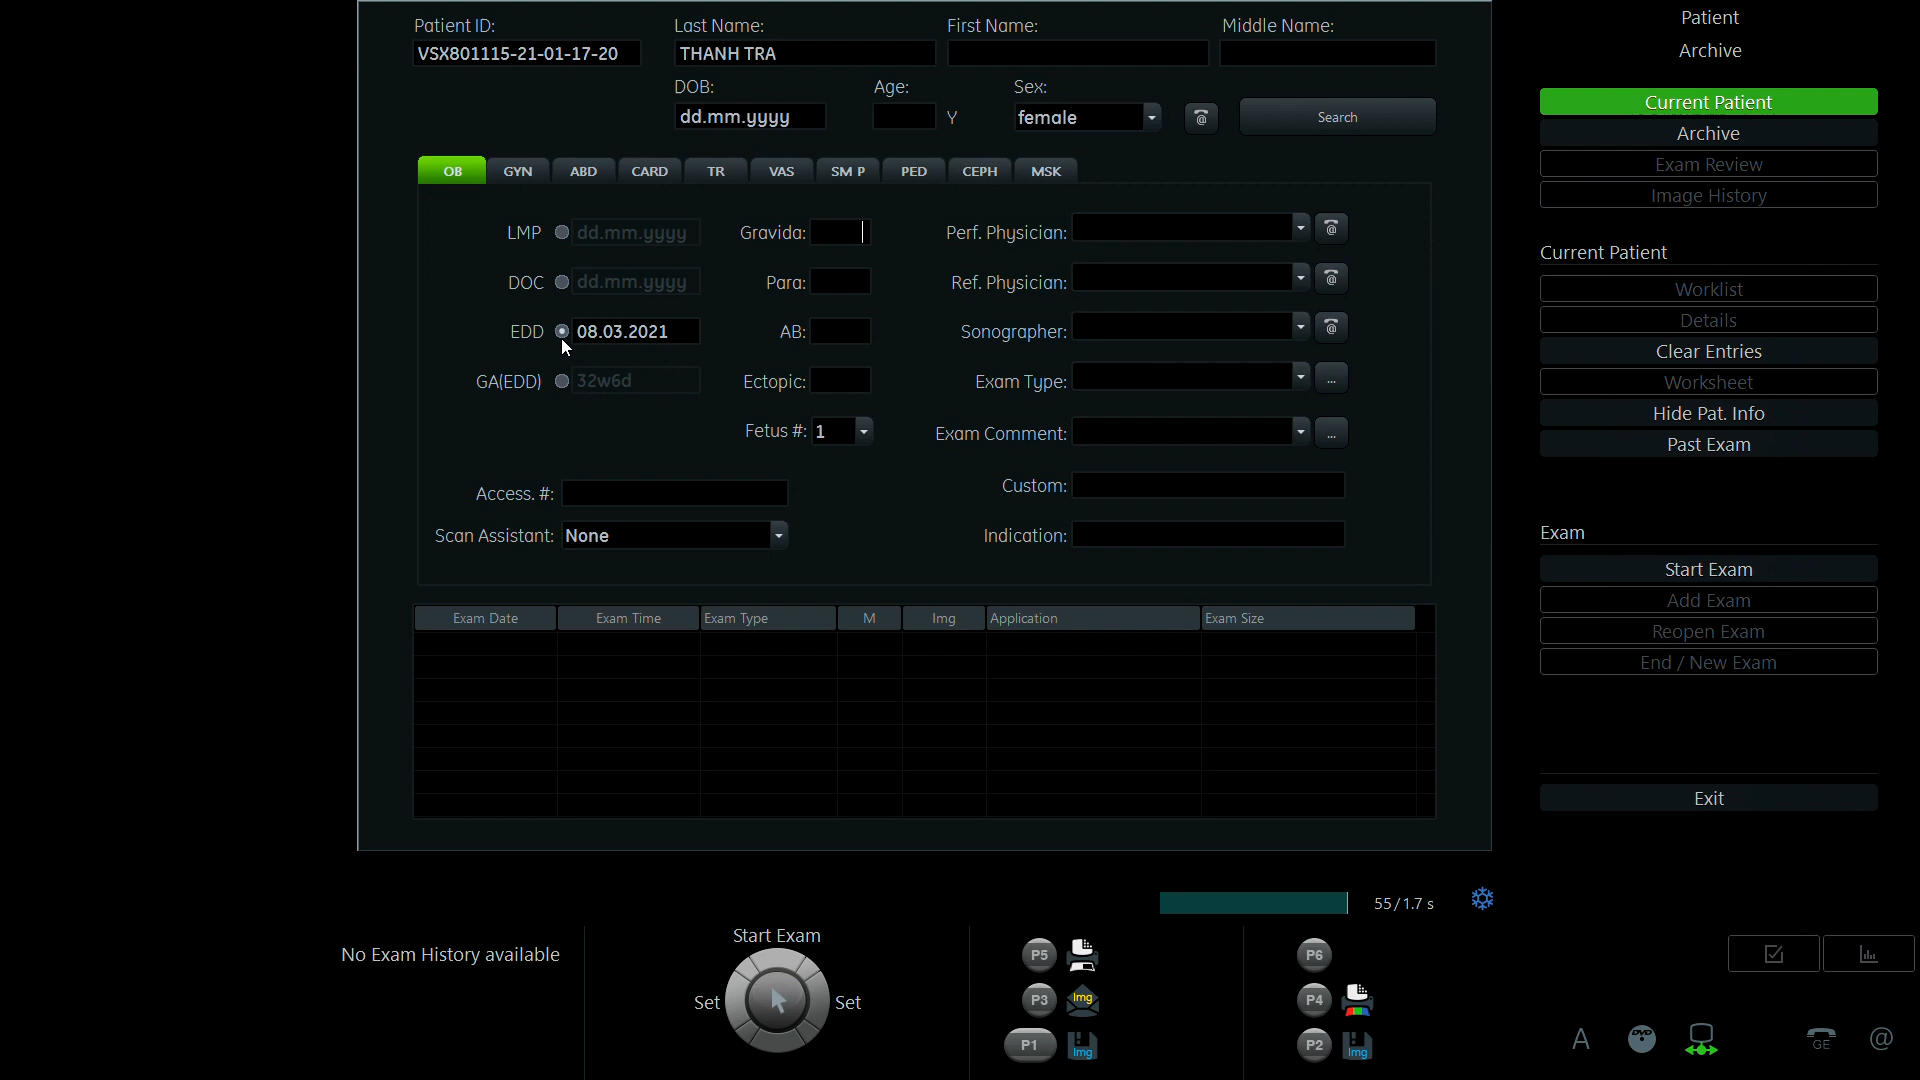 Patient ID: Last Name: First Name: Middle Name:
VSX801115-21-01-17-20 THANH TRA
DOB: Age: Sex:
dd.mm.yyyy Y female @ Search
OB GYN ABD CARD TR VAS SM P PED CEPH MSK
LMP dd.mm.yyyy Gravida: Perf. Physician: @
DOC dd.mm.yyyy Para: Ref. Physician: @
EDD 08.03.2021 AB: Sonographer: @
GA(EDD) 32w6d Ectopic: Exam Type: ...
Fetus #: 1 Exam Comment: ...
Access. #: Custom:
Scan Assistant: None Indication:
Exam Date Exam Time Exam Type M Img Application Exam Size
Patient
Archive
Current Patient
Archive
Exam Review
Image History
Current Patient
Worklist
Details
Clear Entries
Worksheet
Hide Pat. Info
Past Exam
Exam
Start Exam
Add Exam
Reopen Exam
End / New Exam
Exit
55/1.7 s
No Exam History available
Start Exam
Set Set
P5
P3 Img
P1 Img
P6
P4
P2 Img
A DVD GE @